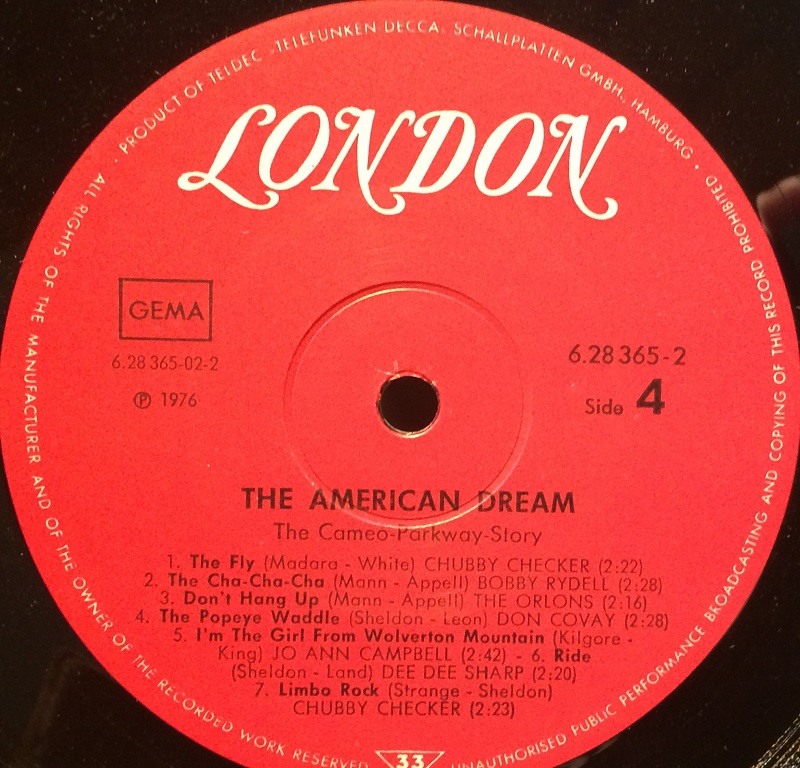 · PRODUCT OF TELDEC »TELEFUNKEN-DECCA« SCHALLPLATTEN GMBH., HAMBURG ·
ALL RIGHTS OF THE MANUFACTURER AND OF THE OWNER OF THE RECORDED WORK RESERVED
UNAUTHORISED PUBLIC PERFORMANCE BROADCASTING AND COPYING OF THIS RECORD PROHIBITED
LONDON
GEMA
6.28 365-02-2
℗ 1976
6.28 365-2
Side 4
THE AMERICAN DREAM
The Cameo-Parkway-Story
1. The Fly (Madara - White) CHUBBY CHECKER (2:22)
2. The Cha-Cha-Cha (Mann - Appell) BOBBY RYDELL (2:28)
3. Don't Hang Up (Mann - Appell) THE ORLONS (2:16)
4. The Popeye Waddle (Sheldon - Leon) DON COVAY (2:28)
5. I'm The Girl From Wolverton Mountain (Kilgore -
King) JO ANN CAMPBELL (2:42) - 6. Ride
(Sheldon - Land) DEE DEE SHARP (2:20)
7. Limbo Rock (Strange - Sheldon)
CHUBBY CHECKER (2:23)
33